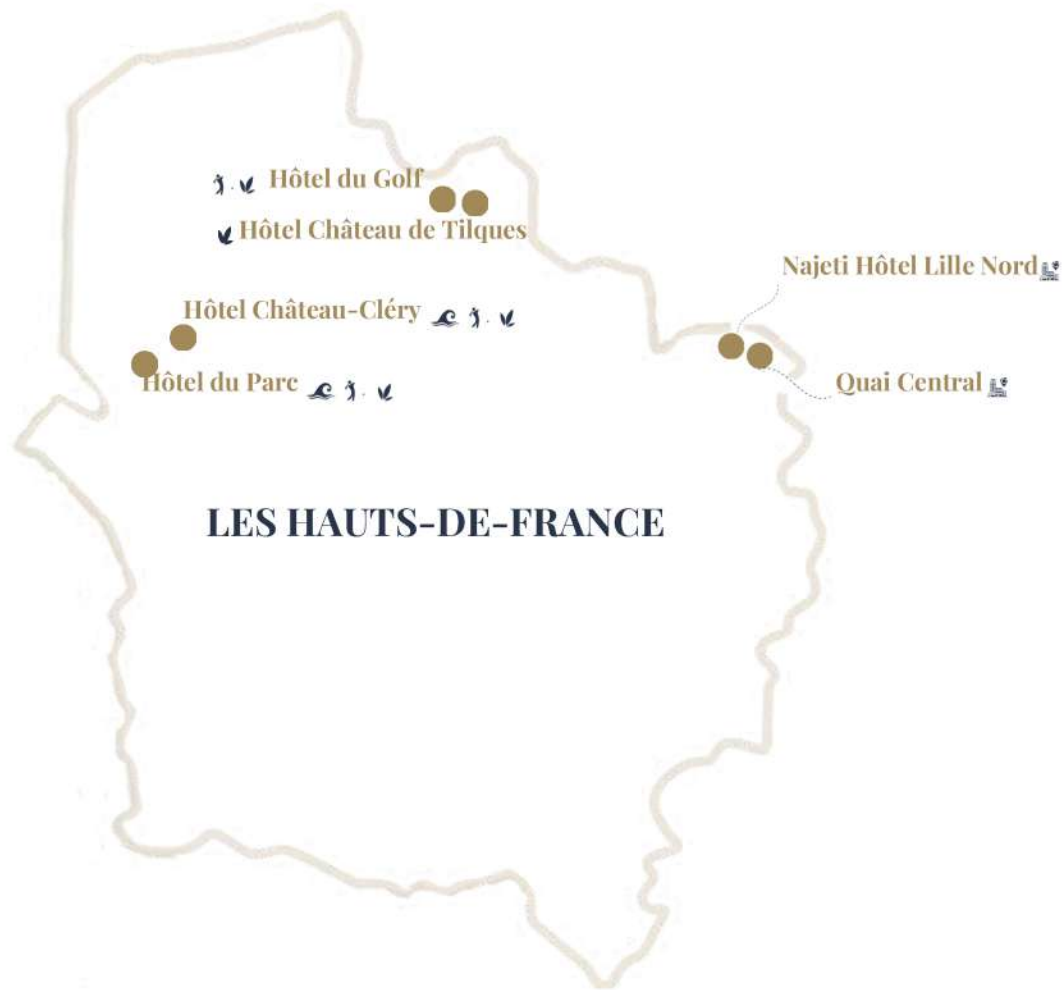 Hôtel du Golf
Hôtel Château de Tilques
Najeti Hôtel Lille Nord
Hôtel Château-Cléry
Hôtel du Parc
Quai Central
LES HAUTS-DE-FRANCE